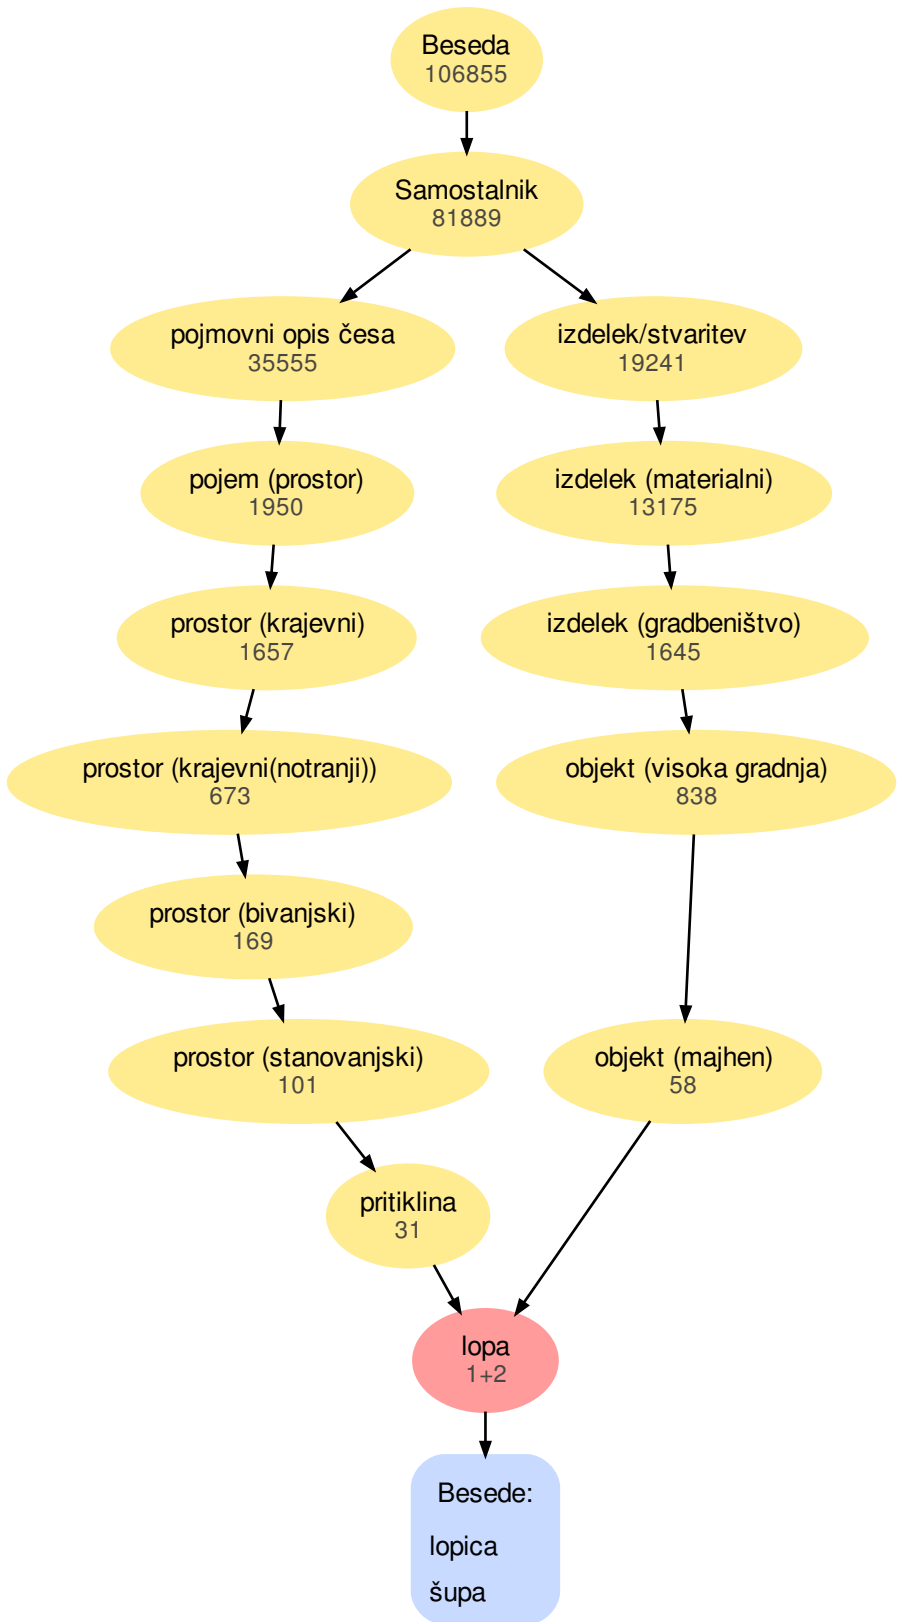 Beseda
106855
Samostalnik
81889
pojmovni opis česa
35555
izdelek/stvaritev
19241
pojem (prostor)
1950
izdelek (materialni)
13175
prostor (krajevni)
1657
izdelek (gradbeništvo)
1645
prostor (krajevni(notranji))
673
objekt (visoka gradnja)
838
prostor (bivanjski)
169
prostor (stanovanjski)
101
objekt (majhen)
58
pritiklina
31
lopa
1+2
Besede:
lopica
šupa